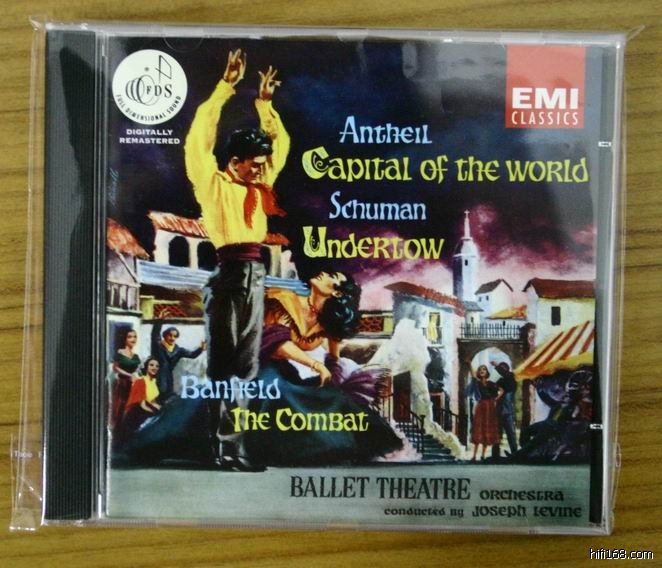 FDS
FULL DIMENSIONAL SOUND
DIGITALLY
REMASTERED
EMI
CLASSICS
Antheil
Capital of the world
Schuman
Undertow
Banfield
The Combat
BALLET THEATRE orchestra
conducted by Joseph Levine
hifi168.com